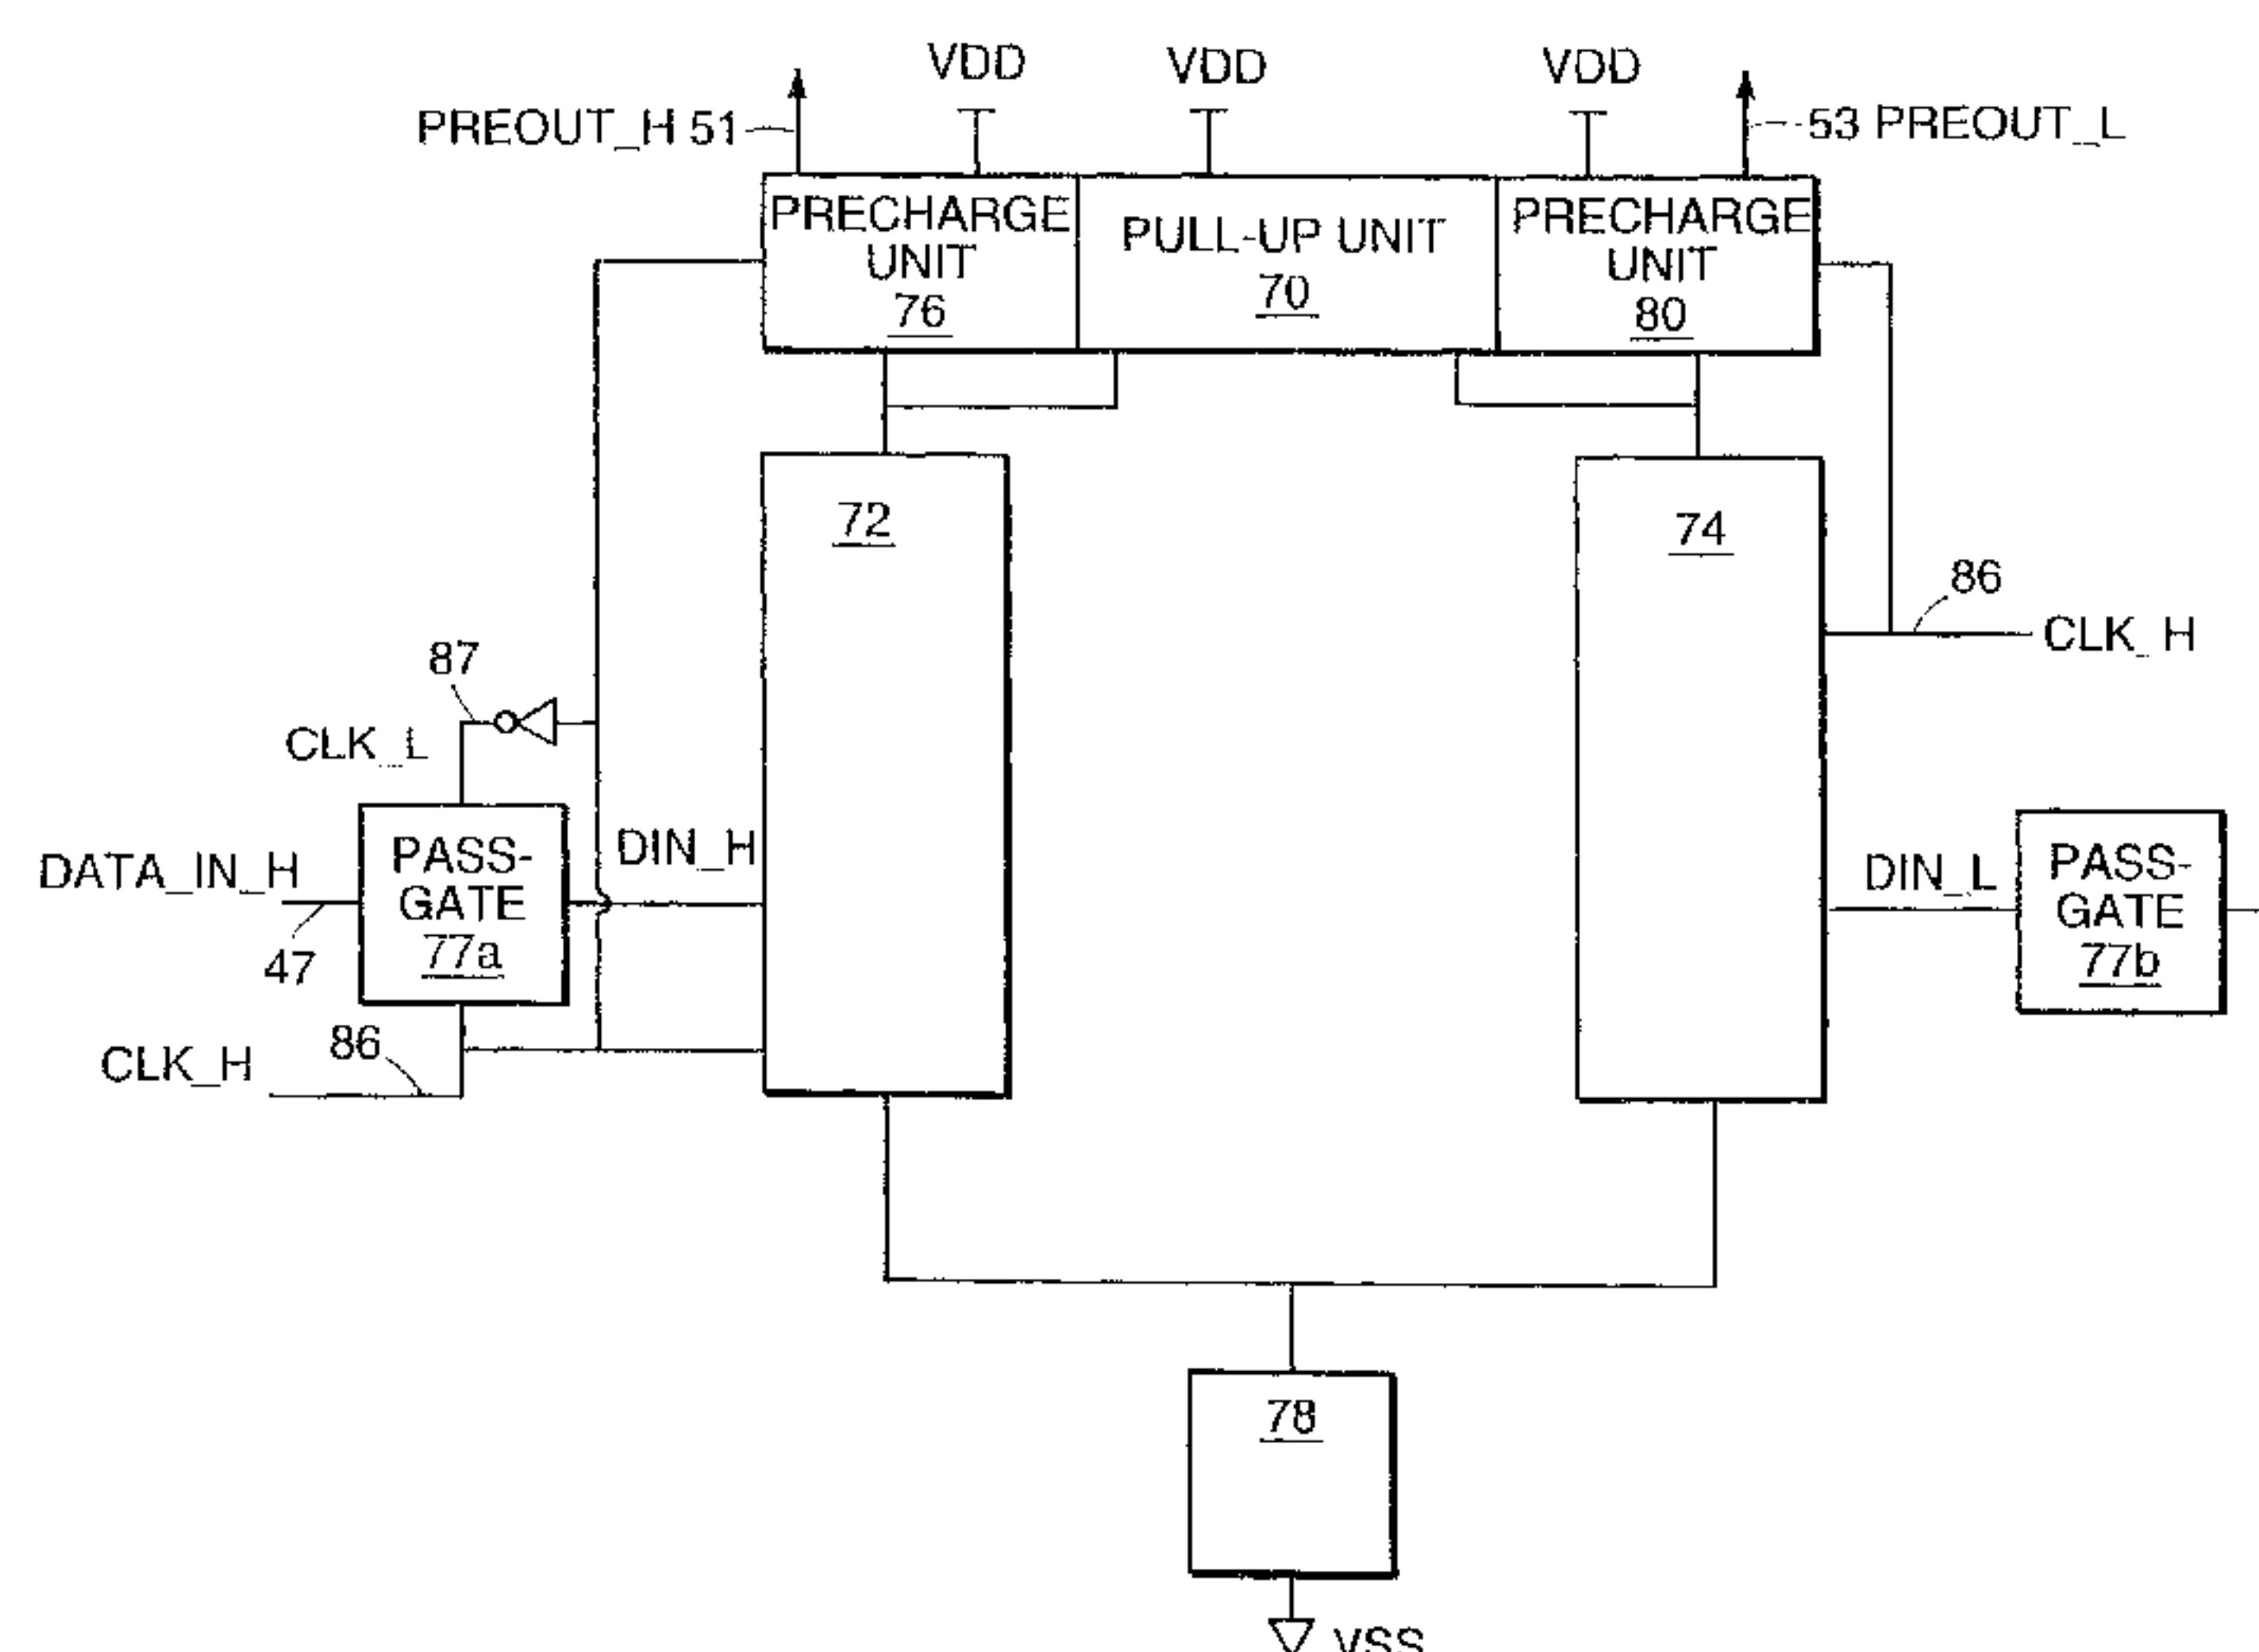 VDD VDD VDD
PREOUT_H 51 53 PREOUT_L
PRECHARGE
UNIT
76
PULL-UP UNIT
70
PRECHARGE
UNIT
80
72
74
86
CLK_H
87
CLK_L
DATA_IN_H
47
PASS-
GATE
77a
DIN_H
DIN_L
PASS-
GATE
77b
CLK_H
86
78
VSS